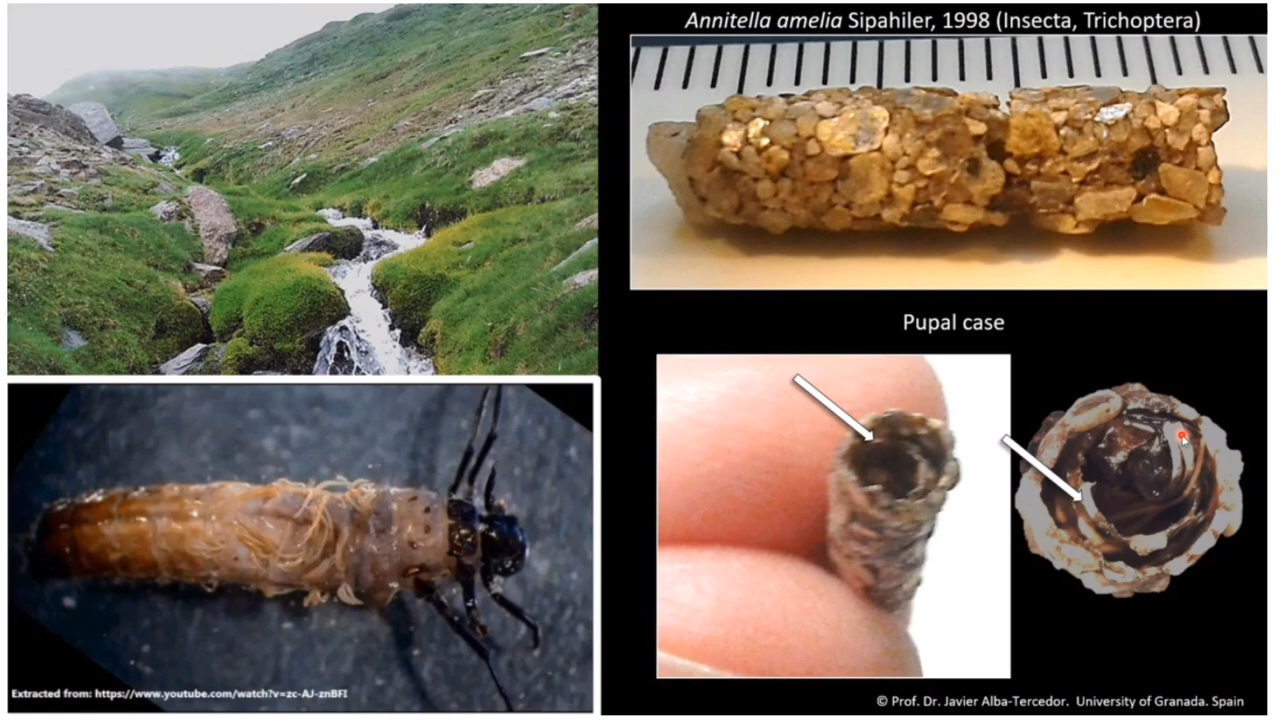 Annitella amelia Sipahiler, 1998 (Insecta, Trichoptera)
Pupal case
Extracted from: https://www.youtube.com/watch?v=zc-AJ-znBFI
© Prof. Dr. Javier Alba-Tercedor. University of Granada. Spain